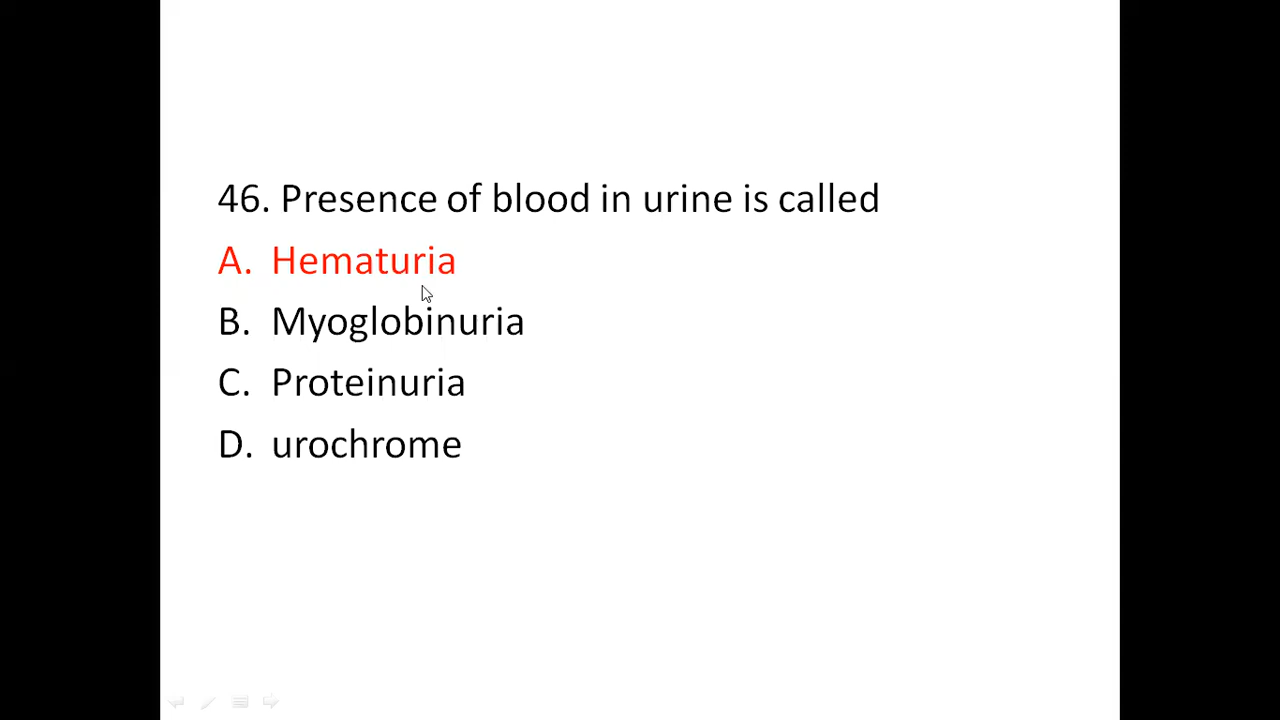 46. Presence of blood in urine is called
A. Hematuria
B. Myoglobinuria
C. Proteinuria
D. urochrome